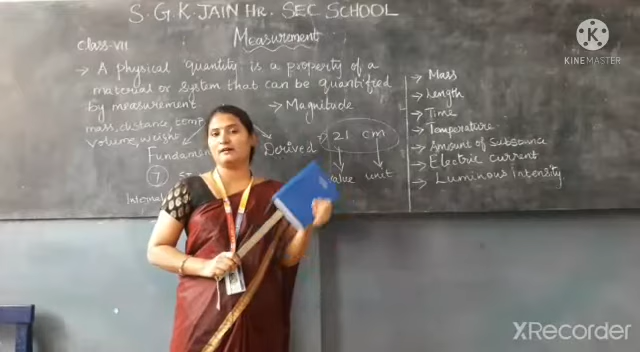 S. G. K. JAIN HR. SEC SCHOOL
Class-VII
Measurement
→ A physical quantity is a property of a
material or system that can be quantified
by measurement → Magnitude
mass, distance, temp
Volume, weight
Derived
7
21 cm
unit
→ Mass
→ Length
→ Time
→ Temperature
→ Amount of substance
→ Electric current
→ Luminous intensity
K
KINEMASTER
XRecorder